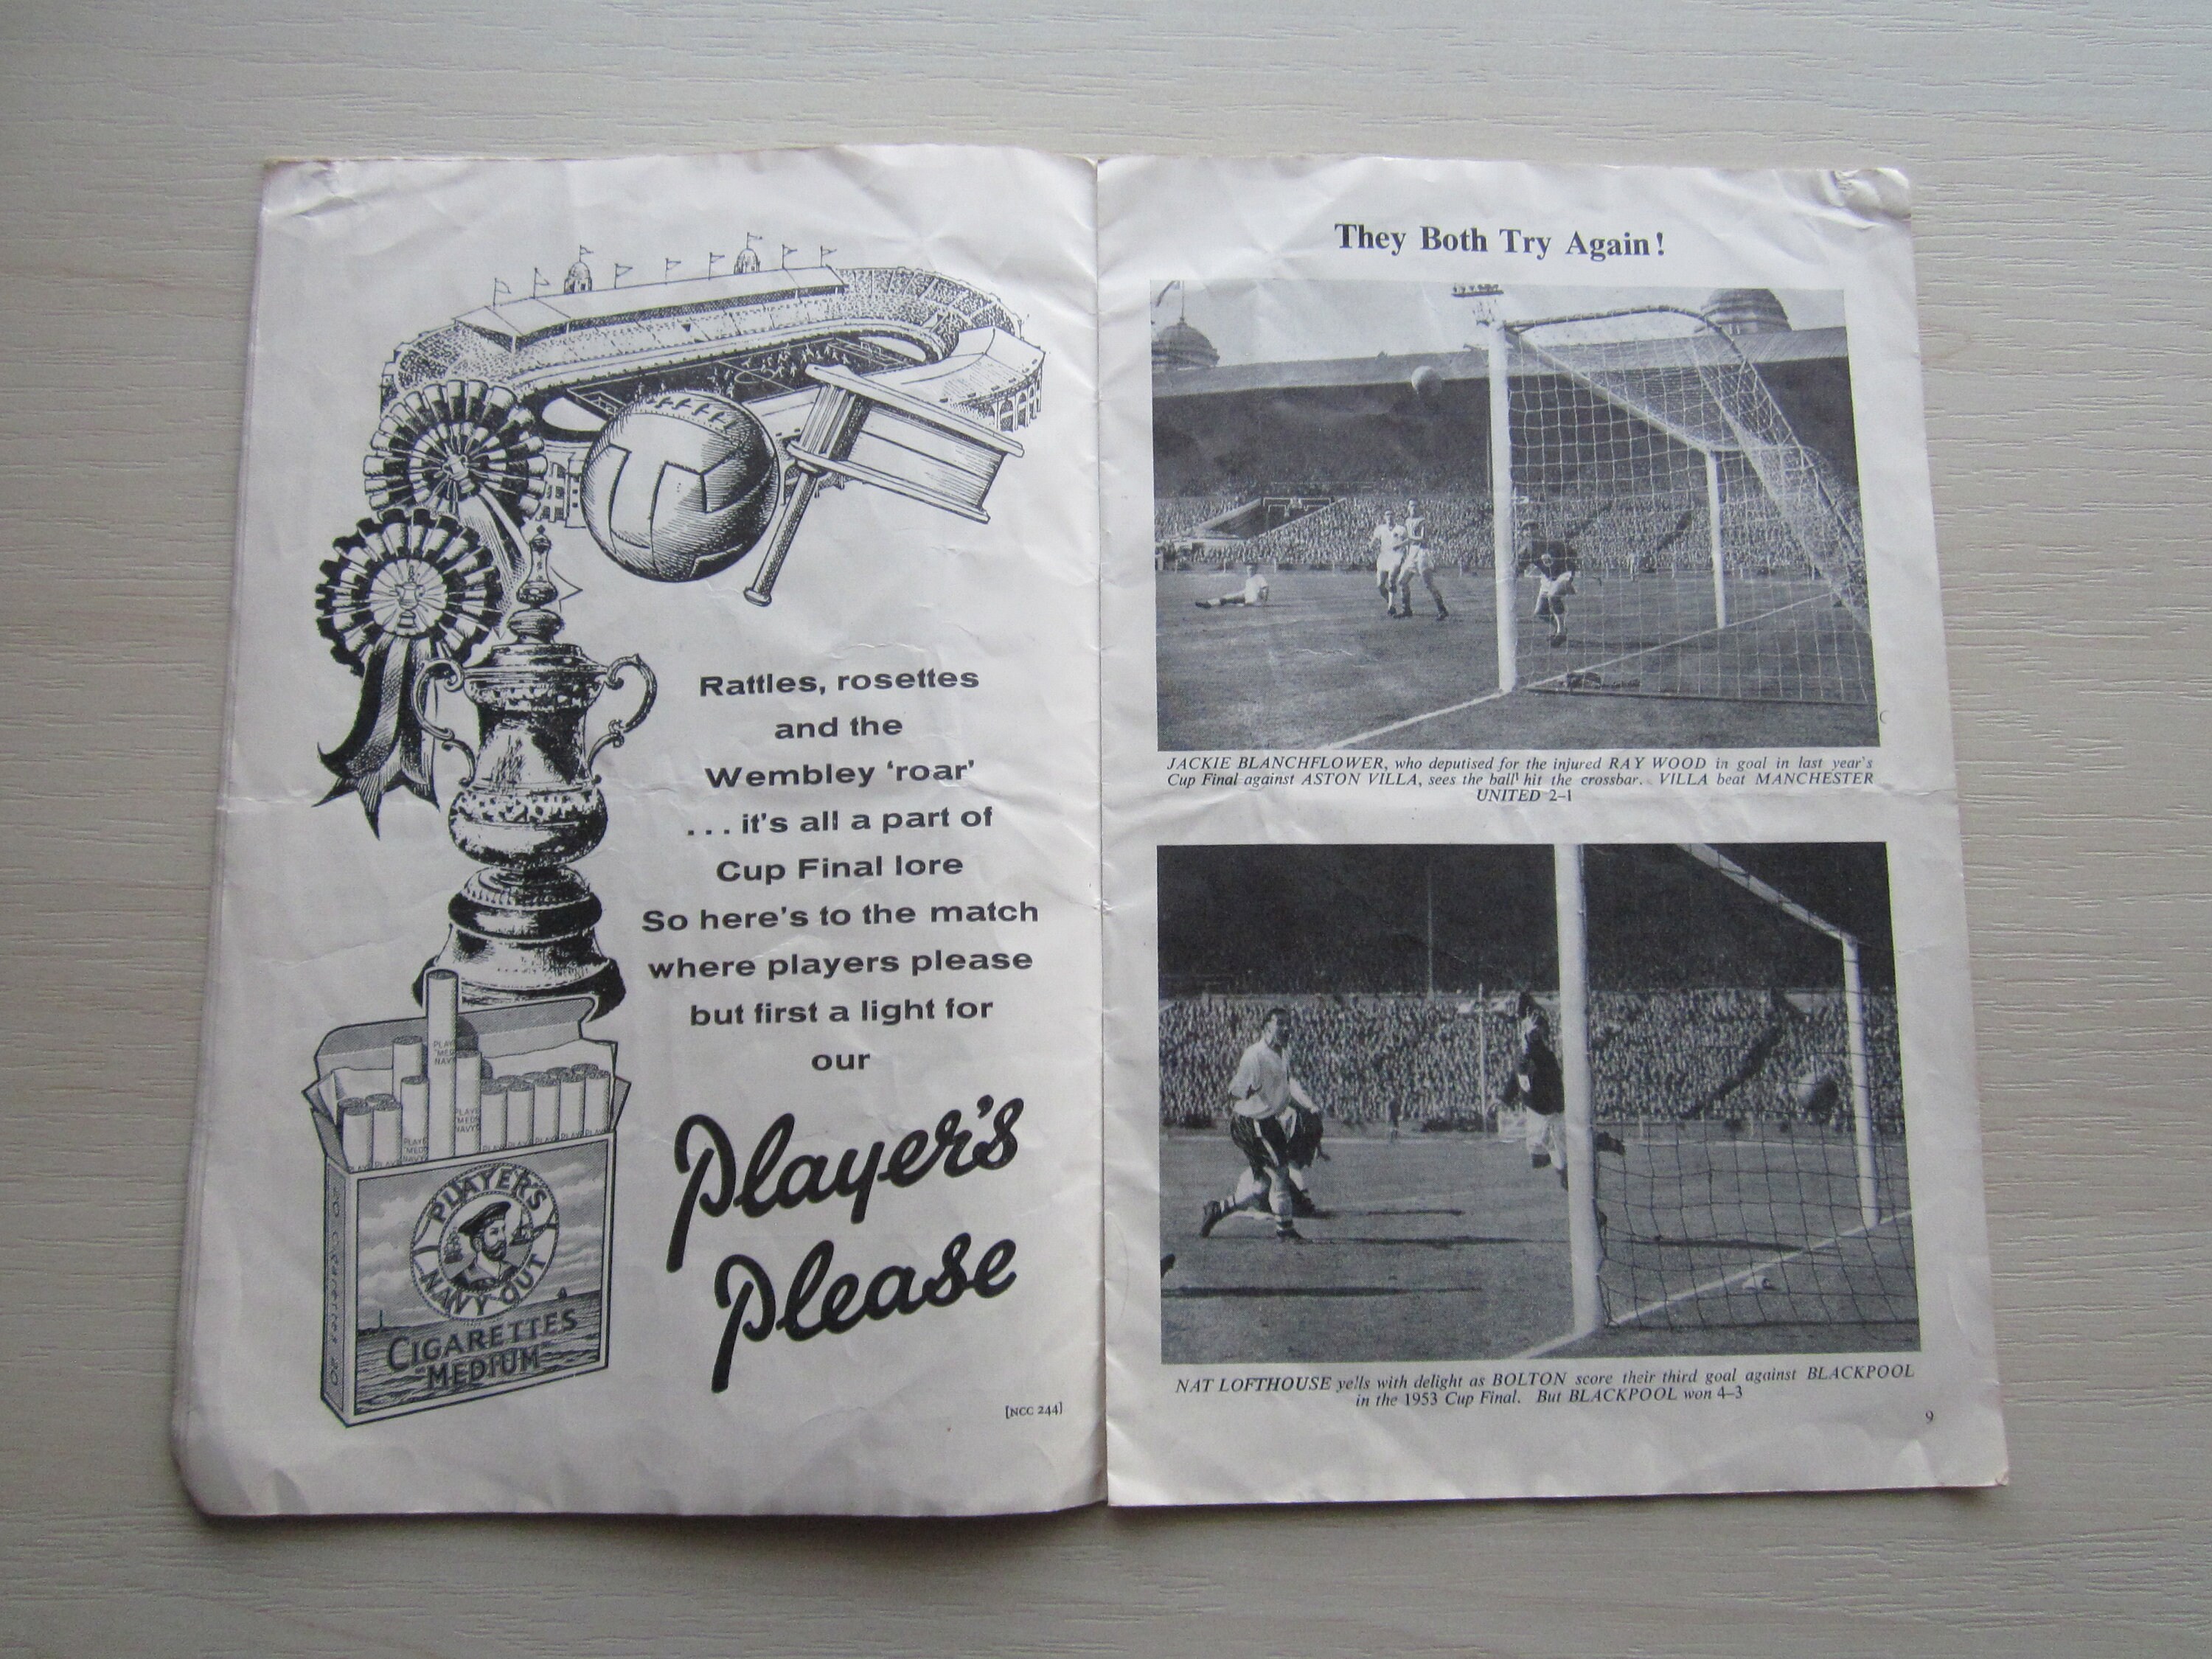 Rattles, rosettes
and the
Wembley ‘roar’
... it's all a part of
Cup Final lore
So here's to the match
where players please
but first a light for
our
Player's
Please
PLAYER'S
NAVY CUT
CIGARETTES
"MEDIUM"
[NCC 244]
They Both Try Again!
JACKIE BLANCHFLOWER, who deputised for the injured RAY WOOD in goal in last year's
Cup Final against ASTON VILLA, sees the ball hit the crossbar. VILLA beat MANCHESTER
UNITED 2–1
NAT LOFTHOUSE yells with delight as BOLTON score their third goal against BLACKPOOL
in the 1953 Cup Final. But BLACKPOOL won 4–3
9